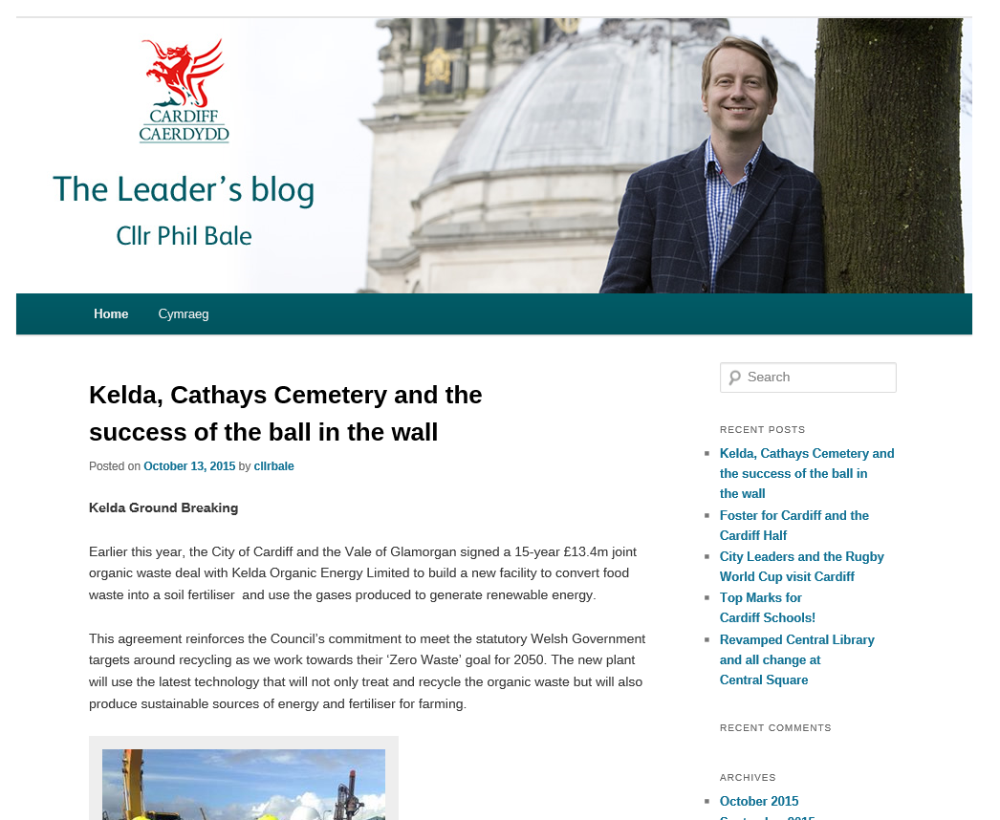 CARDIFF
CAERDYDD
The Leader's blog
Cllr Phil Bale
Home
Cymraeg
Kelda, Cathays Cemetery and the
success of the ball in the wall
Posted on October 13, 2015 by cllrbale
Kelda Ground Breaking
Earlier this year, the City of Cardiff and the Vale of Glamorgan signed a 15-year £13.4m joint
organic waste deal with Kelda Organic Energy Limited to build a new facility to convert food
waste into a soil fertiliser  and use the gases produced to generate renewable energy.
This agreement reinforces the Council’s commitment to meet the statutory Welsh Government
targets around recycling as we work towards their ‘Zero Waste’ goal for 2050. The new plant
will use the latest technology that will not only treat and recycle the organic waste but will also
produce sustainable sources of energy and fertiliser for farming.
Search
RECENT POSTS
Kelda, Cathays Cemetery and
the success of the ball in
the wall
Foster for Cardiff and the
Cardiff Half
City Leaders and the Rugby
World Cup visit Cardiff
Top Marks for
Cardiff Schools!
Revamped Central Library
and all change at
Central Square
RECENT COMMENTS
ARCHIVES
October 2015